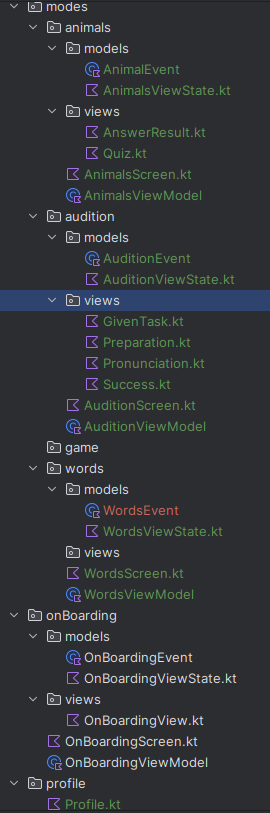 modes
animals
models
AnimalEvent
AnimalsViewState.kt
views
AnswerResult.kt
Quiz.kt
AnimalsScreen.kt
AnimalsViewModel
audition
models
AuditionEvent
AuditionViewState.kt
views
GivenTask.kt
Preparation.kt
Pronunciation.kt
Success.kt
AuditionScreen.kt
AuditionViewModel
game
words
models
WordsEvent
WordsViewState.kt
views
WordsScreen.kt
WordsViewModel
onBoarding
models
OnBoardingEvent
OnBoardingViewState.kt
views
OnBoardingView.kt
OnBoardingScreen.kt
OnBoardingViewModel
profile
Profile.kt